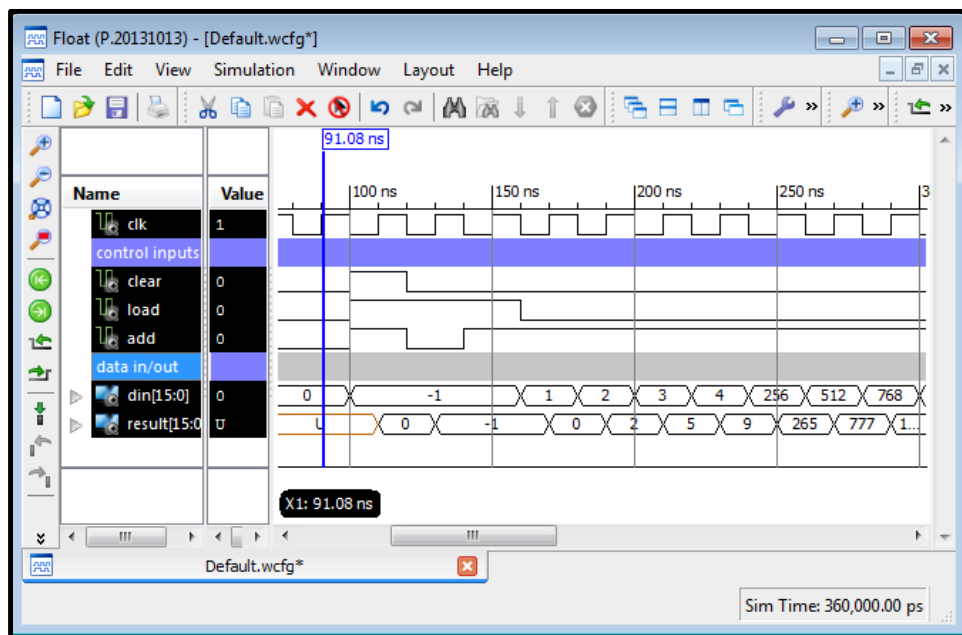 Float (P.20131013) - [Default.wcfg*]
File Edit View Simulation Window Layout Help
91.08 ns
Name Value
100 ns 150 ns 200 ns 250 ns 3
clk 1
control inputs
clear 0
load 0
add 0
data in/out
din[15:0] 0 0 -1 1 2 3 4 256 512 768
result[15:0 U U 0 -1 0 2 5 9 265 777 1...
X1: 91.08 ns
Default.wcfg*
Sim Time: 360,000.00 ps